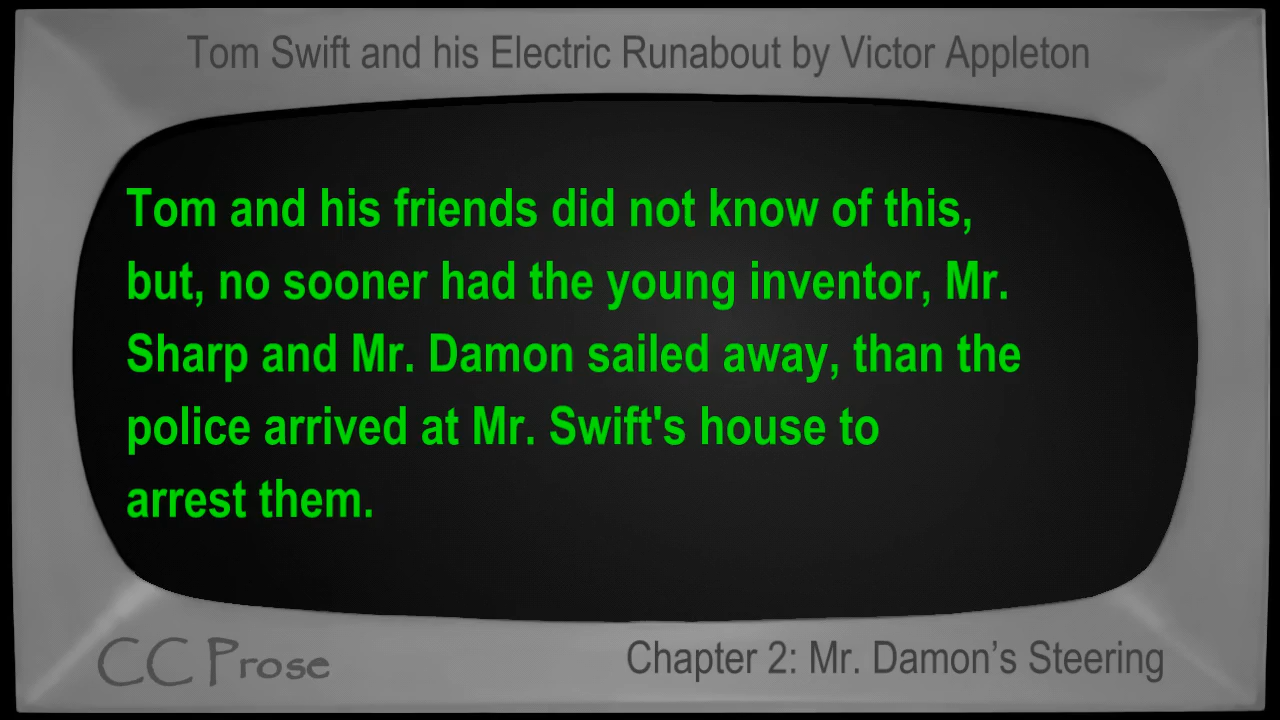 Tom Swift and his Electric Runabout by Victor Appleton
Tom and his friends did not know of this,
but, no sooner had the young inventor, Mr.
Sharp and Mr. Damon sailed away, than the
police arrived at Mr. Swift's house to
arrest them.
CC Prose
Chapter 2: Mr. Damon’s Steering